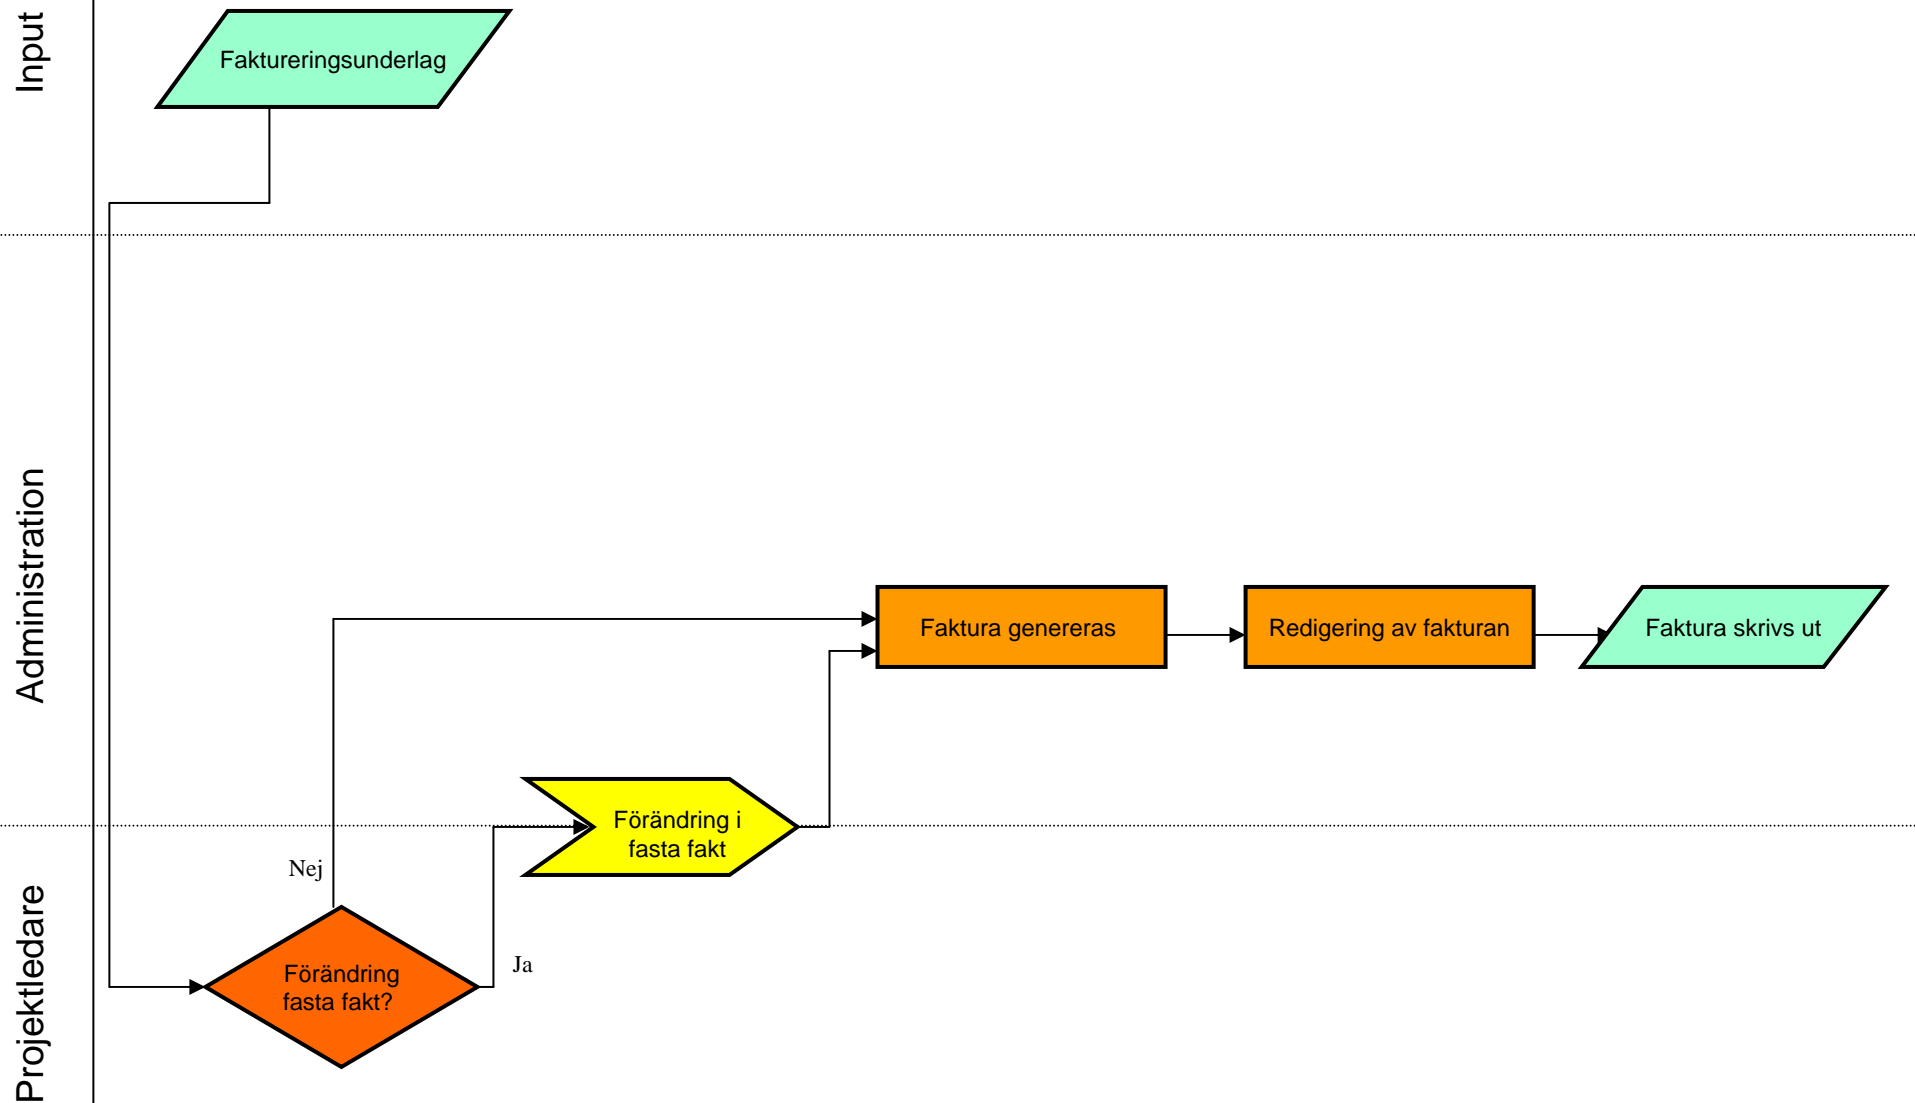 Input
Faktureringsunderlag
Administration
Faktura genereras
Redigering av fakturan
Faktura skrivs ut
Förändring i
fasta fakt
Projektledare
Nej
Ja
Förändring
fasta fakt?